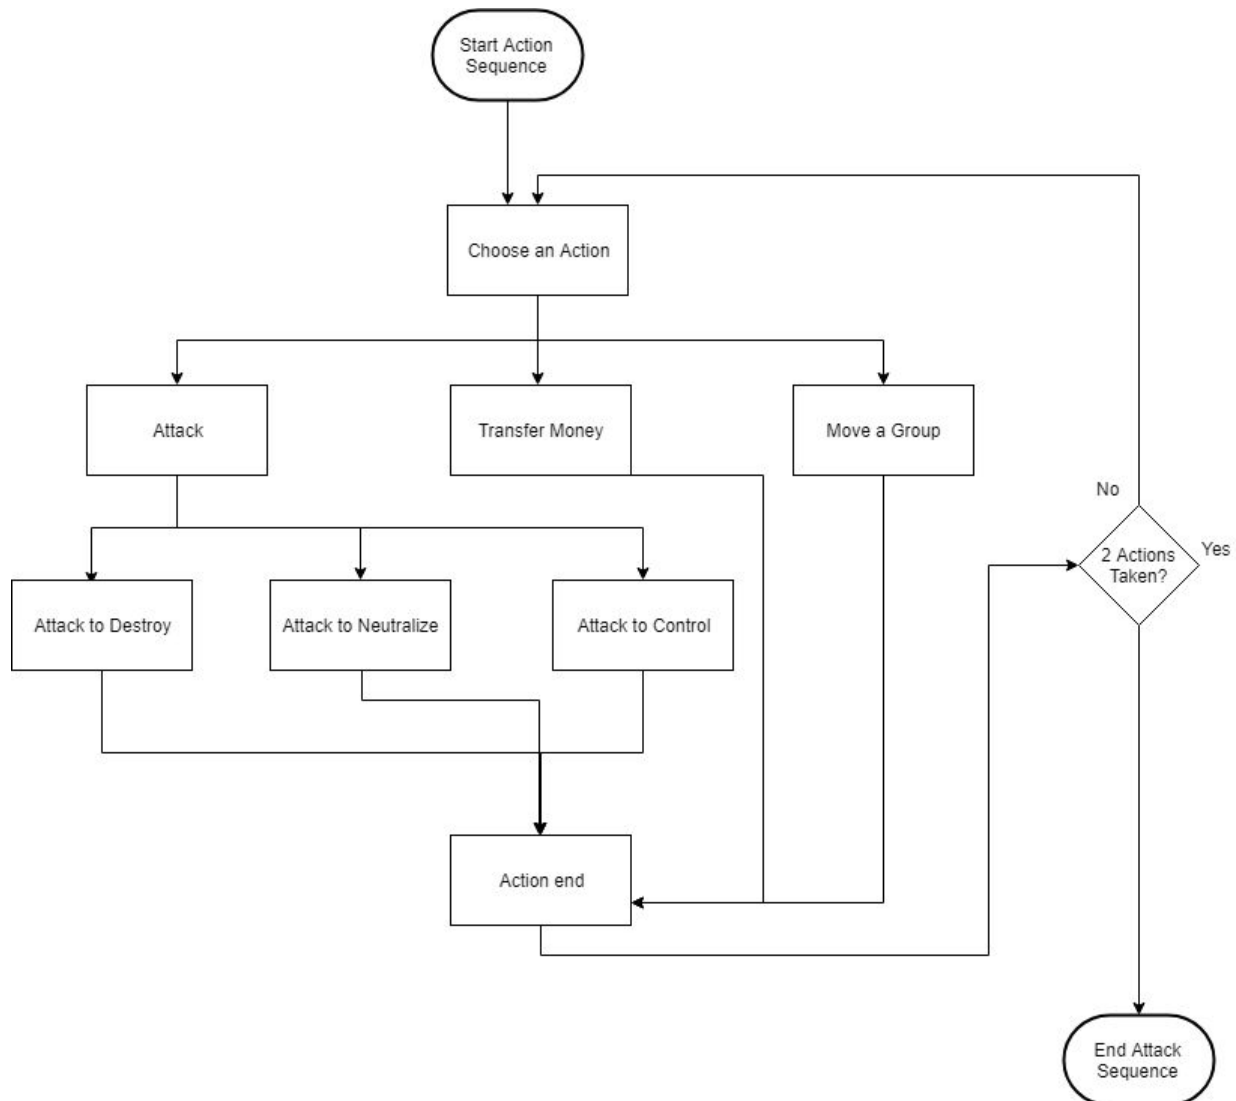 Start Action
Sequence
Choose an Action
Attack
Transfer Money
Move a Group
No
2 Actions
Taken?
Yes
Attack to Destroy
Attack to Neutralize
Attack to Control
Action end
End Attack
Sequence